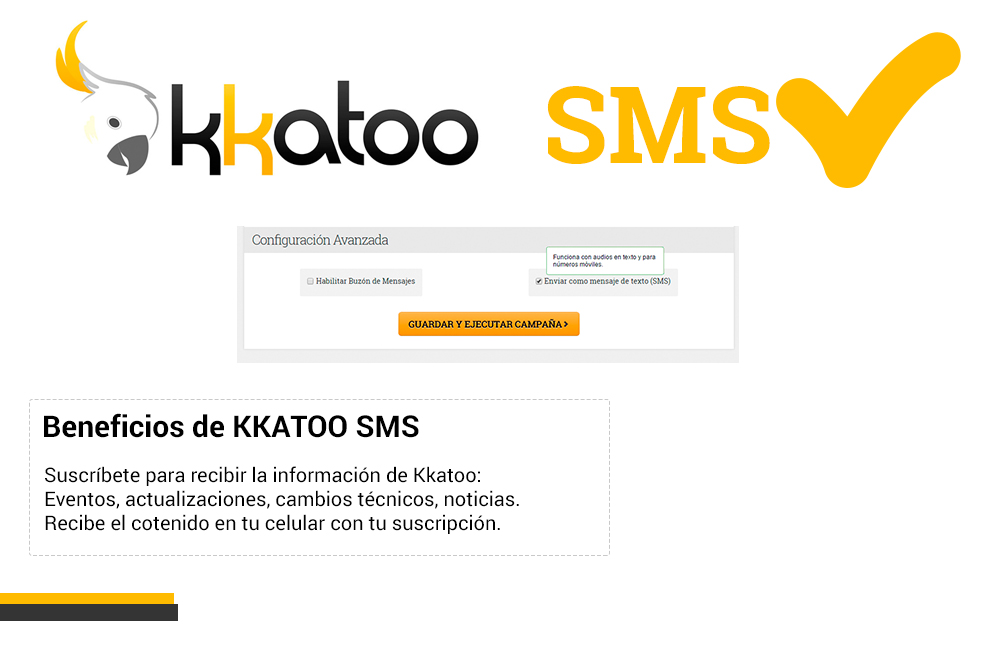 kkatoo
SMS
Configuración Avanzada
Funciona con audios en texto y para
números móviles.
Habilitar Buzón de Mensajes
Enviar como mensaje de texto (SMS)
GUARDAR Y EJECUTAR CAMPAÑA >
Beneficios de KKATOO SMS
Suscríbete para recibir la información de Kkatoo:
Eventos, actualizaciones, cambios técnicos, noticias.
Recibe el cotenido en tu celular con tu suscripción.